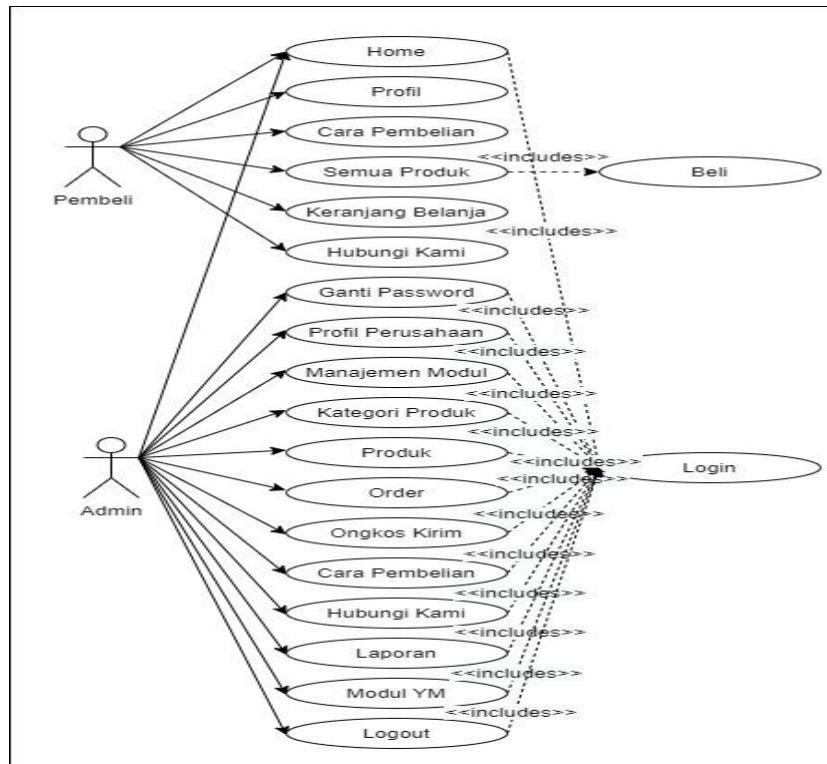 Home
Profil
Cara Pembelian
<<includes>>
Semua Produk
Beli
Pembeli
Keranjang Belanja
<<includes>>
Hubungi Kami
Ganti Password
<<includes>>
Profil Perusahaan
<<includes>>
Manajemen Modul
<<includes>>
Kategori Produk
<<includes>>
Produk
<<includes>>
Login
<<includes>>
Order
Admin
<<includes>>
Ongkos Kirim
<<includes>>
Cara Pembelian
<<includes>>
Hubungi Kami
<<includes>>
Laporan
<<includes>>
Modul YM
<<includes>>
Logout